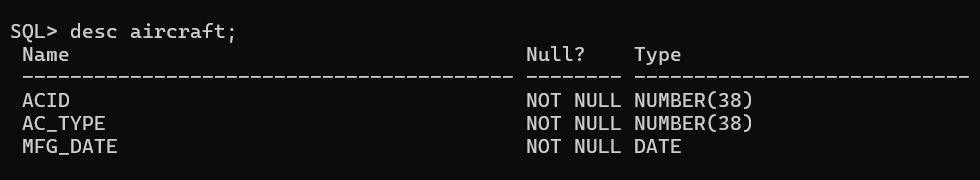 SQL> desc aircraft;
Name Null? Type
----------------------------------------- -------- ----------------------------
ACID NOT NULL NUMBER(38)
AC_TYPE NOT NULL NUMBER(38)
MFG_DATE NOT NULL DATE